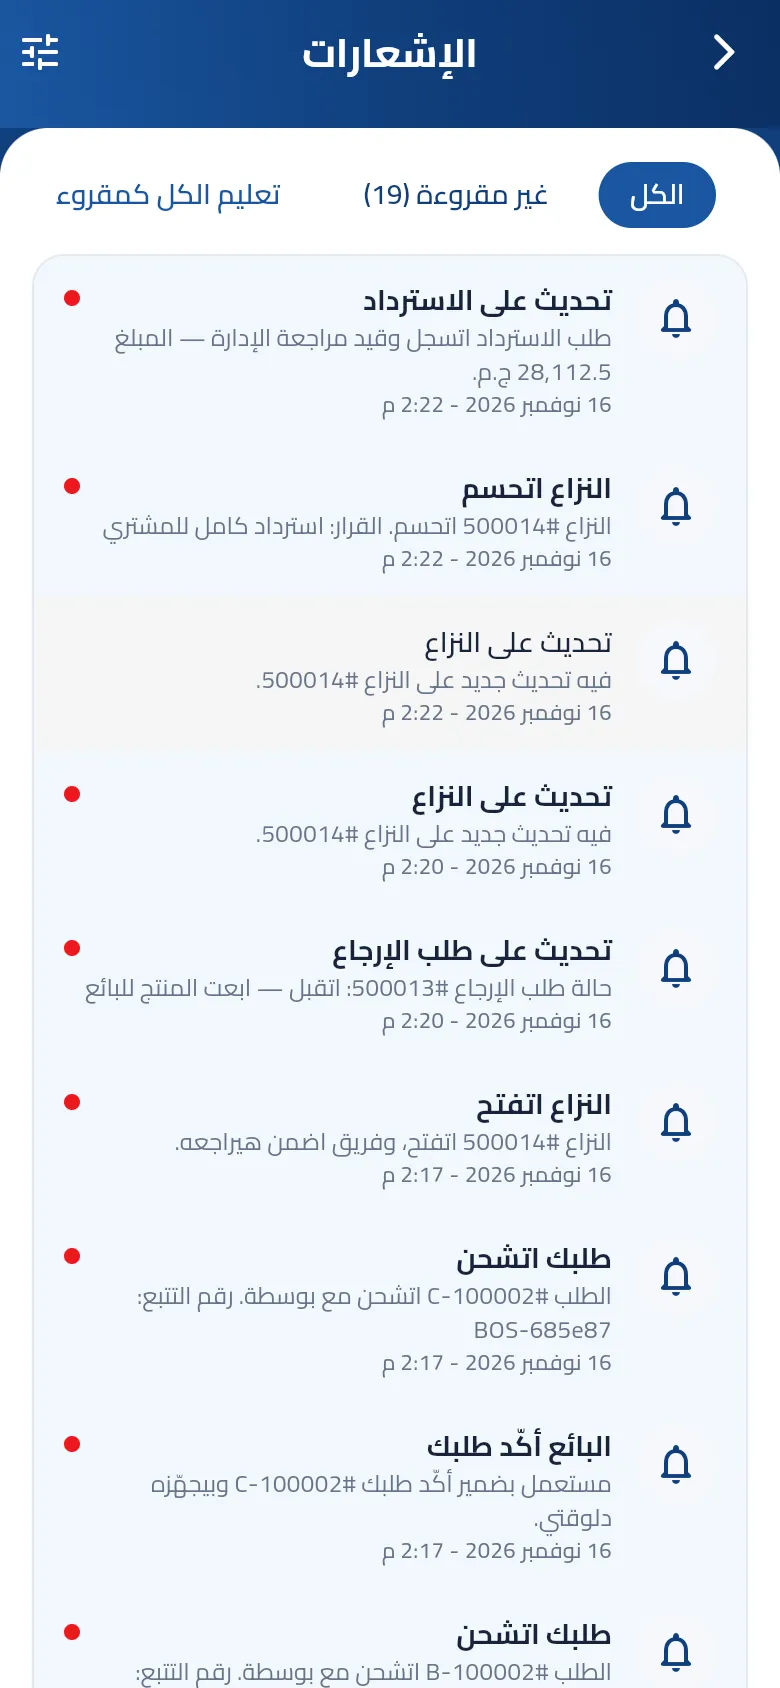 الإشعارات
الكل
غير مقروءة (19)
تعليم الكل كمقروء
تحديث على الاسترداد
طلب الاسترداد اتسجل وقيد مراجعة الإدارة — المبلغ
28,112.5 ج.م.
16 نوفمبر 2026 - 2:22 م
النزاع اتحسم
النزاع #500014 اتحسم. القرار: استرداد كامل للمشتري
16 نوفمبر 2026 - 2:22 م
تحديث على النزاع
فيه تحديث جديد على النزاع #500014.
16 نوفمبر 2026 - 2:22 م
تحديث على النزاع
فيه تحديث جديد على النزاع #500014.
16 نوفمبر 2026 - 2:20 م
تحديث على طلب الإرجاع
حالة طلب الإرجاع #500013: اتقبل — ابعت المنتج للبائع
16 نوفمبر 2026 - 2:20 م
النزاع اتفتح
النزاع #500014 اتفتح، وفريق اضمن هيراجعه.
16 نوفمبر 2026 - 2:17 م
طلبك اتشحن
الطلب #C-100002 اتشحن مع بوسطة. رقم التتبع:
BOS-685e87
16 نوفمبر 2026 - 2:17 م
البائع أكّد طلبك
مستعمل بضمير أكّد طلبك #C-100002 وبيجهّزه
دلوقتي.
16 نوفمبر 2026 - 2:17 م
طلبك اتشحن
الطلب #B-100002 اتشحن مع بوسطة. رقم التتبع: